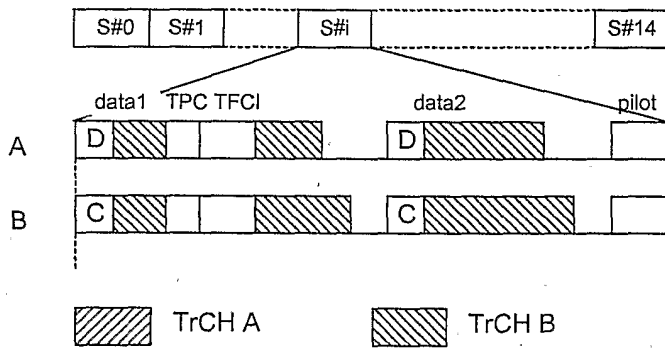 S#0 S#1 S#i S#14
data1 TPC TFCI data2 pilot
A D D
B C C
TrCH A TrCH B